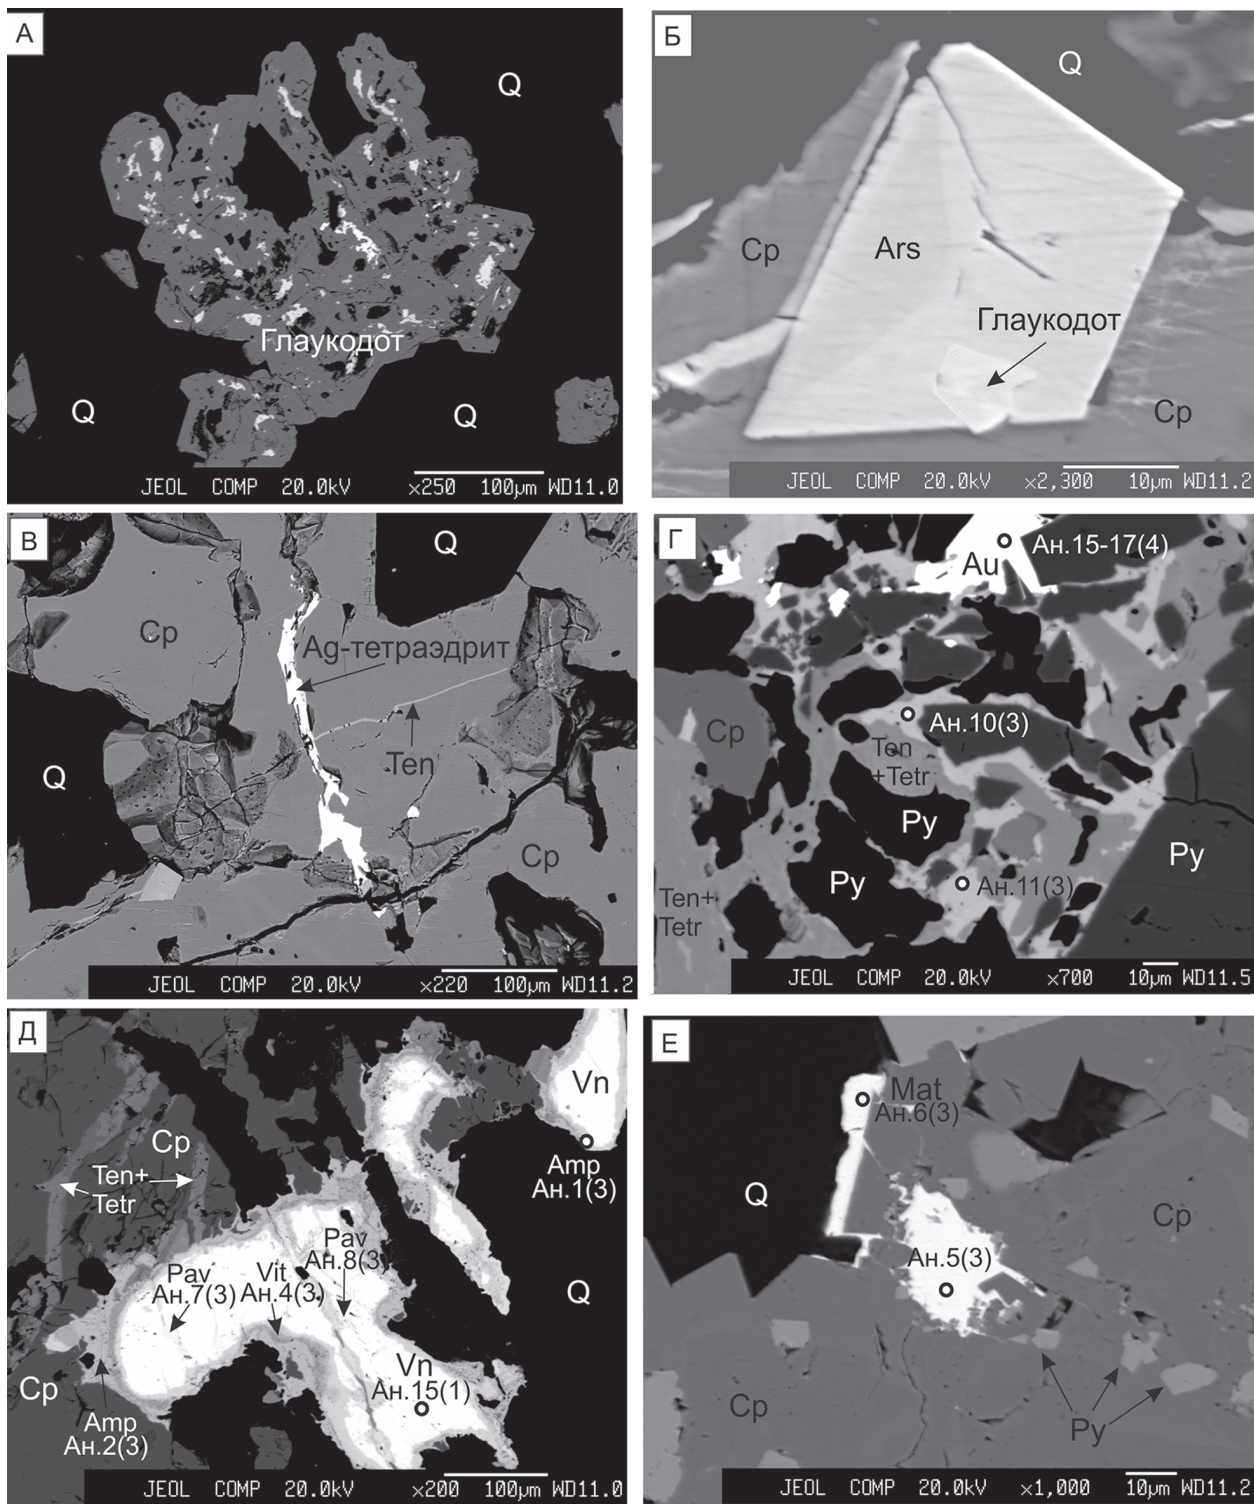 А
Q
Глаукодот
Q
Q
JEOL COMP 20.0kV ×250 100µm WD11.0
Б
Q
Cp
Ars
Глаукодот
Cp
JEOL COMP 20.0kV ×2,300 10µm WD11.2
В
Q
Cp
Ag-тетраэдрит
Ten
Q
Cp
JEOL COMP 20.0kV ×220 100µm WD11.2
Г
Ан.15-17(4)
Au
Ан.10(3)
Cp
Ten
+Tetr
Py
Py
Py
Ан.11(3)
Ten+
Tetr
JEOL COMP 20.0kV ×700 10µm WD11.5
Д
Vn
Cp
Ten+
Tetr
Amp
Ан.1(3)
Pav
Ан.8(3)
Pav
Ан.7(3)
Vit
Ан.4(3)
Q
Vn
Ан.15(1)
Cp
Amp
Ан.2(3)
JEOL COMP 20.0kV ×200 100µm WD11.0
Е
Mat
Ан.6(3)
Q
Cp
Ан.5(3)
Cp
Py
JEOL COMP 20.0kV ×1,000 10µm WD11.2